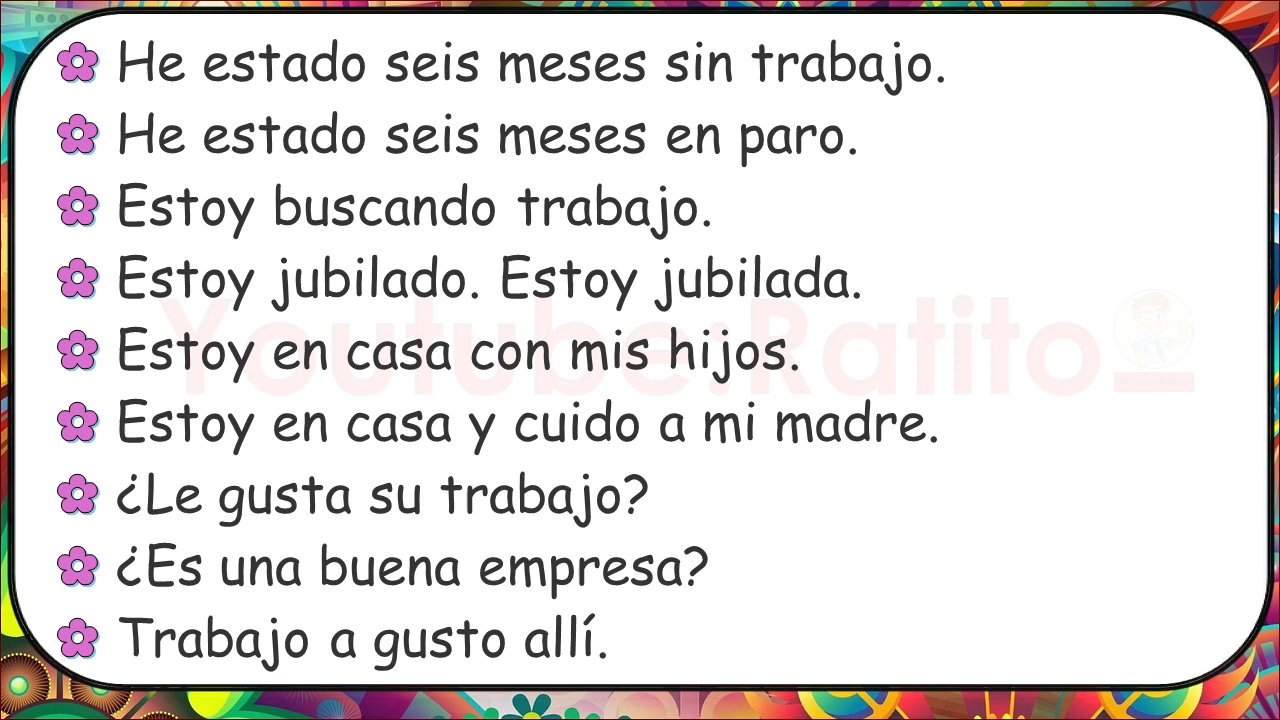 He estado seis meses sin trabajo.
He estado seis meses en paro.
Estoy buscando trabajo.
Estoy jubilado. Estoy jubilada.
Youtube:Ratito
Estoy en casa con mis hijos.
Estoy en casa y cuido a mi madre.
¿Le gusta su trabajo?
¿Es una buena empresa?
Trabajo a gusto allí.